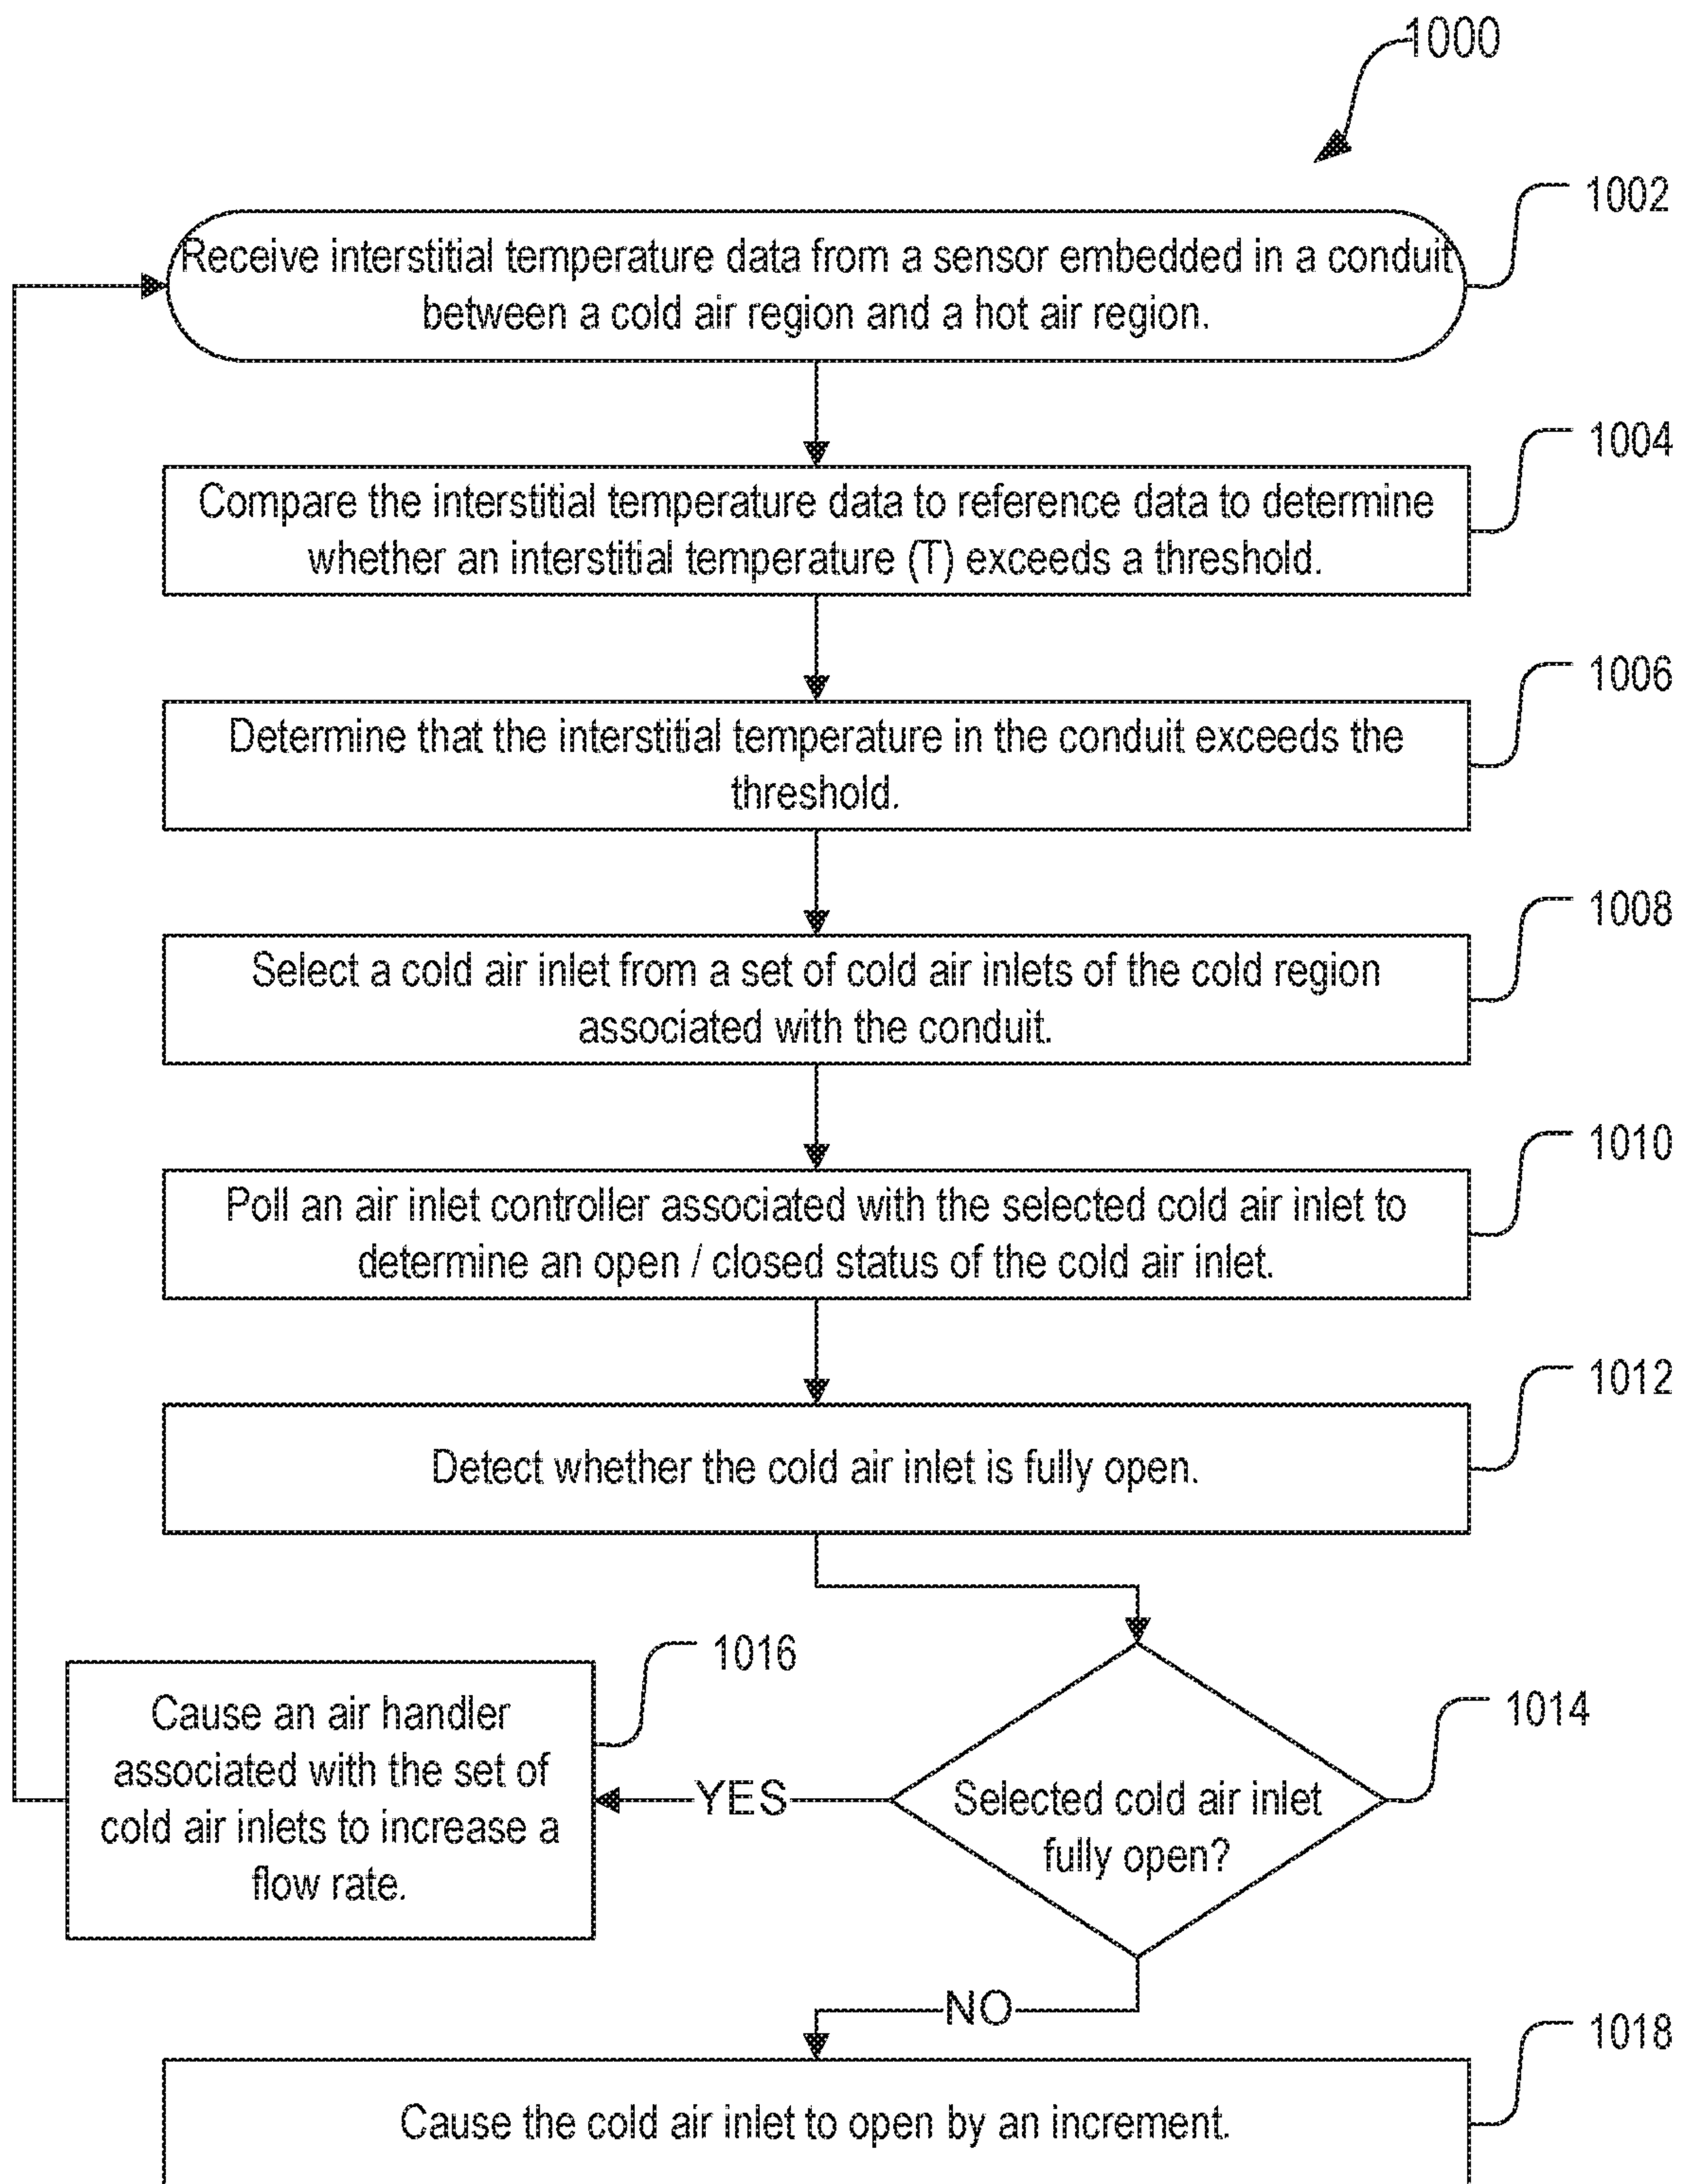 1000
1002
Receive interstitial temperature data from a sensor embedded in a conduit
between a cold air region and a hot air region.
1004
Compare the interstitial temperature data to reference data to determine
whether an interstitial temperature (T) exceeds a threshold.
1006
Determine that the interstitial temperature in the conduit exceeds the
threshold.
1008
Select a cold air inlet from a set of cold air inlets of the cold region
associated with the conduit.
1010
Poll an air inlet controller associated with the selected cold air inlet to
determine an open / closed status of the cold air inlet.
1012
Detect whether the cold air inlet is fully open.
1016
Cause an air handler
associated with the set of
cold air inlets to increase a
flow rate.
YES
1014
Selected cold air inlet
fully open?
NO
1018
Cause the cold air inlet to open by an increment.